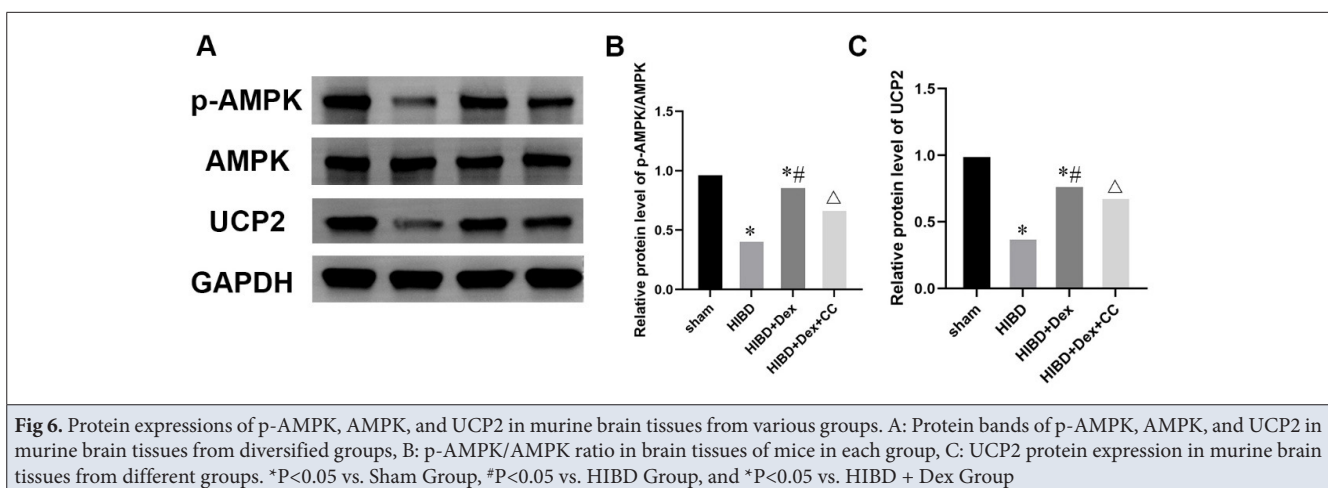 A
p-AMPK
AMPK
UCP2
GAPDH
B
Relative protein level of p-AMPK/AMPK
1.5
1.0
0.5
0.0
*
*#
△
sham
HIBD
HIBD+Dex
HIBD+Dex+CC
C
Relative protein level of UCP2
1.5
1.0
0.5
0.0
*
*#
△
sham
HIBD
HIBD+Dex
HIBD+Dex+CC
Fig 6. Protein expressions of p-AMPK, AMPK, and UCP2 in murine brain tissues from various groups. A: Protein bands of p-AMPK, AMPK, and UCP2 in
murine brain tissues from diversified groups, B: p-AMPK/AMPK ratio in brain tissues of mice in each group, C: UCP2 protein expression in murine brain
tissues from different groups. *P<0.05 vs. Sham Group, #P<0.05 vs. HIBD Group, and *P<0.05 vs. HIBD + Dex Group